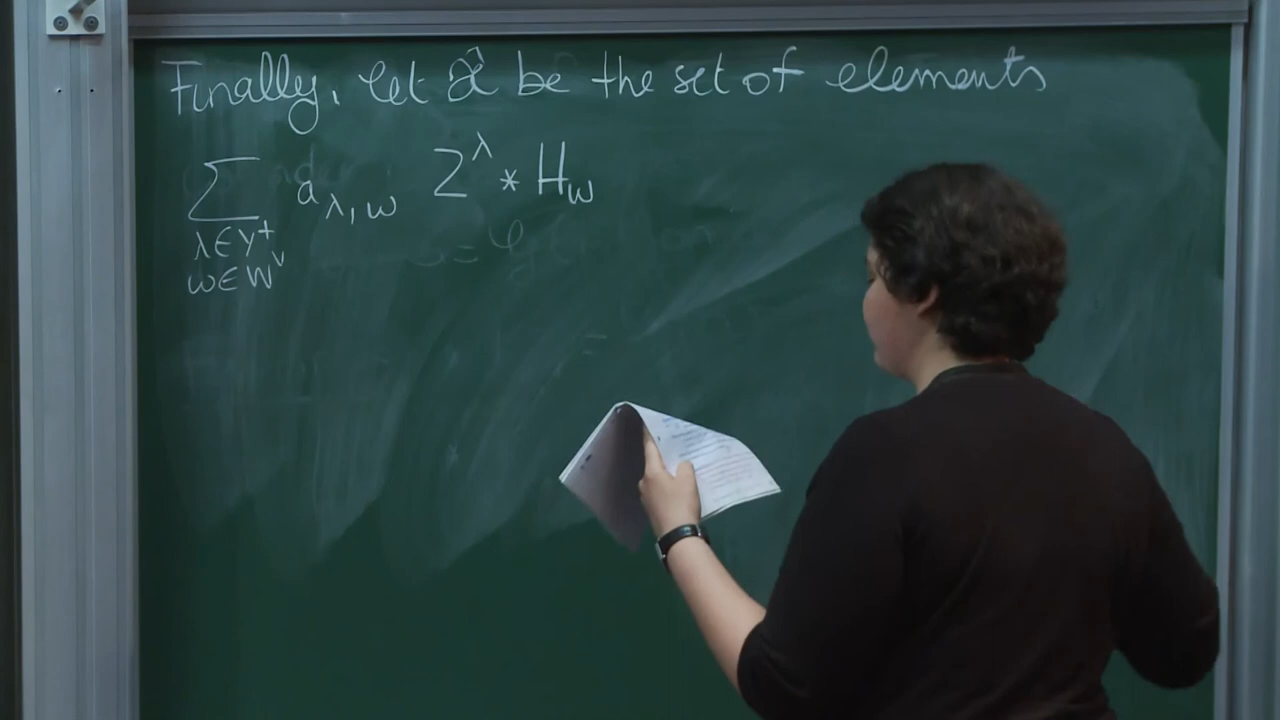 Finally, let Ĥ be the set of elements
∑ a_{λ,w} Z^λ * H_w
λ∈Y⁺
w∈W^v